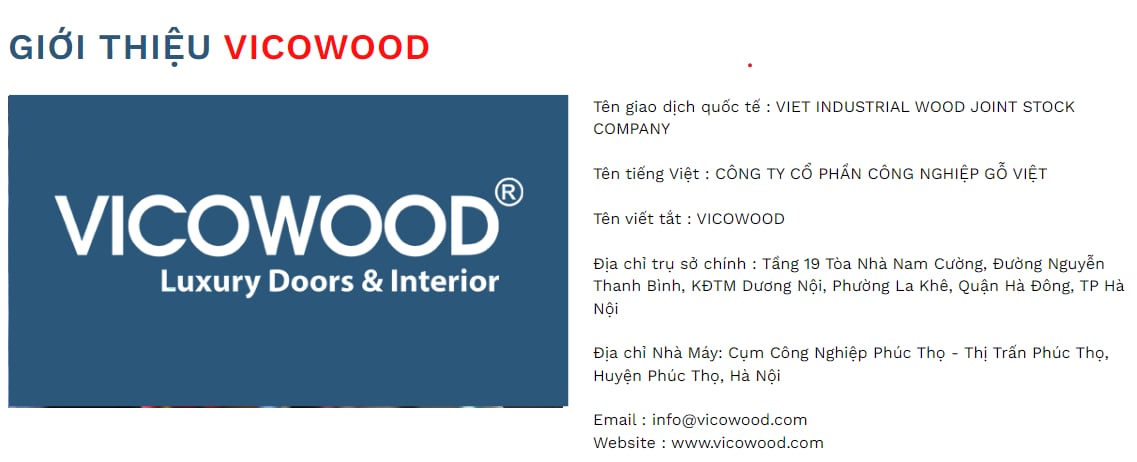 GIỚI THIỆU VICOWOOD
VICOWOOD®
Luxury Doors & Interior
Tên giao dịch quốc tế : VIET INDUSTRIAL WOOD JOINT STOCK
COMPANY
Tên tiếng Việt : CÔNG TY CỔ PHẦN CÔNG NGHIỆP GỖ VIỆT
Tên viết tắt : VICOWOOD
Địa chỉ trụ sở chính : Tầng 19 Tòa Nhà Nam Cường, Đường Nguyễn
Thanh Bình, KĐTM Dương Nội, Phường La Khê, Quận Hà Đông, TP Hà
Nội
Địa chỉ Nhà Máy: Cụm Công Nghiệp Phúc Thọ - Thị Trấn Phúc Thọ,
Huyện Phúc Thọ, Hà Nội
Email : info@vicowood.com
Website : www.vicowood.com